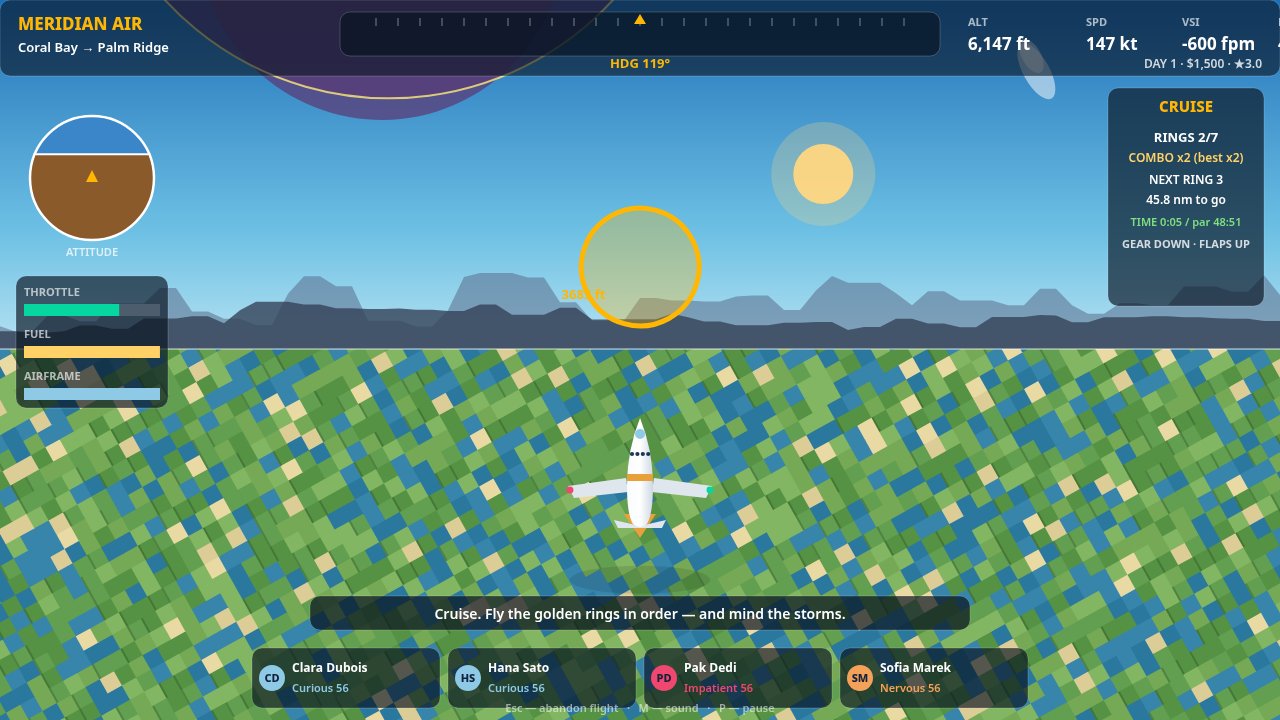 MERIDIAN AIR
Coral Bay → Palm Ridge
HDG 119°
ALT
6,147 ft
SPD
147 kt
VSI
-600 fpm
DAY 1 · $1,500 · ★3.0
ATTITUDE
THROTTLE
FUEL
AIRFRAME
CRUISE
RINGS 2/7
COMBO x2 (best x2)
NEXT RING 3
45.8 nm to go
TIME 0:05 / par 48:51
GEAR DOWN · FLAPS UP
Cruise. Fly the golden rings in order — and mind the storms.
CD
Clara Dubois
Curious 56
HS
Hana Sato
Curious 56
PD
Pak Dedi
Impatient 56
SM
Sofia Marek
Nervous 56
Esc — abandon flight · M — sound · P — pause